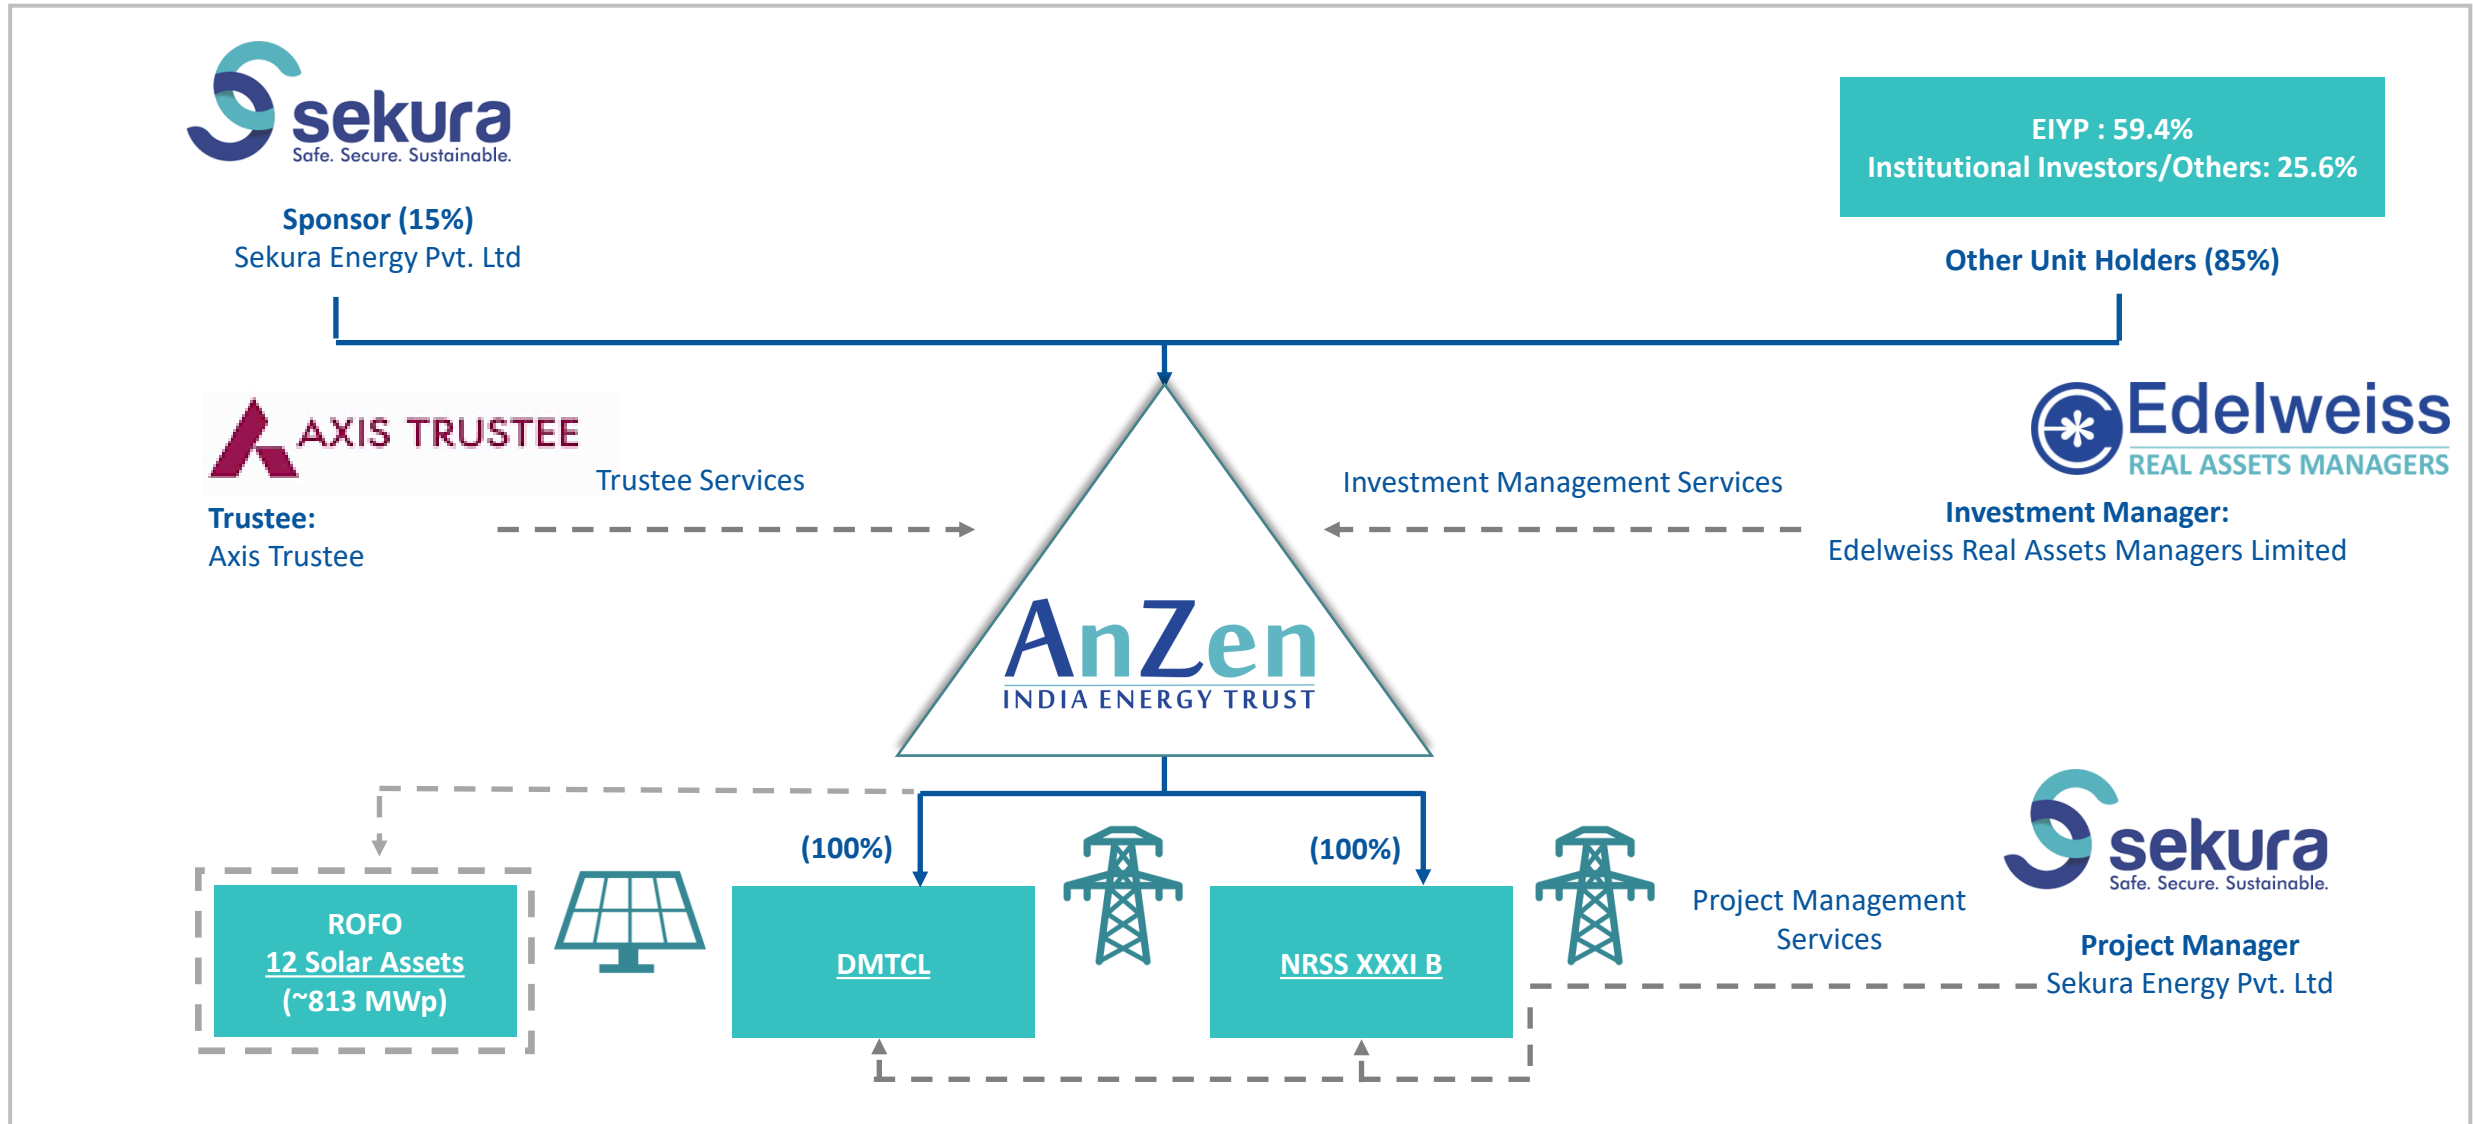 sekura
Safe. Secure. Sustainable.
Sponsor (15%)
Sekura Energy Pvt. Ltd
EIYP : 59.4%
Institutional Investors/Others: 25.6%
Other Unit Holders (85%)
AXIS TRUSTEE
Trustee Services
Trustee:
Axis Trustee
Edelweiss
REAL ASSETS MANAGERS
Investment Management Services
Investment Manager:
Edelweiss Real Assets Managers Limited
AnZen
INDIA ENERGY TRUST
(100%)
(100%)
ROFO
12 Solar Assets
(~813 MWp)
DMTCL
NRSS XXXI B
Project Management
Services
sekura
Safe. Secure. Sustainable.
Project Manager
Sekura Energy Pvt. Ltd